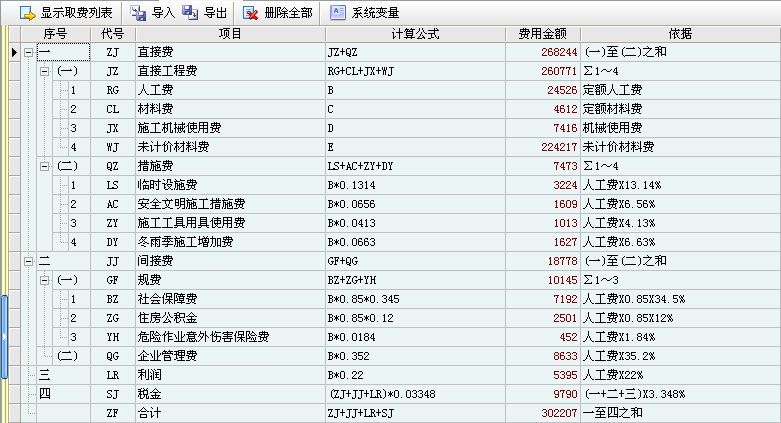 显示取费列表 导入 导出 删除全部 系统变量
序号 代号 项目 计算公式 费用金额 依据
一 ZJ 直接费 JZ+QZ 268244 (一)至(二)之和
(一) JZ 直接工程费 RG+CL+JX+WJ 260771 Σ1～4
1 RG 人工费 B 24526 定额人工费
2 CL 材料费 C 4612 定额材料费
3 JX 施工机械使用费 D 7416 机械使用费
4 WJ 未计价材料费 E 224217 未计价材料费
(二) QZ 措施费 LS+AC+ZY+DY 7473 Σ1～4
1 LS 临时设施费 B*0.1314 3224 人工费X13.14%
2 AC 安全文明施工措施费 B*0.0656 1609 人工费X6.56%
3 ZY 施工工具用具使用费 B*0.0413 1013 人工费X4.13%
4 DY 冬雨季施工增加费 B*0.0663 1627 人工费X6.63%
二 JJ 间接费 GF+QG 18778 (一)至(二)之和
(一) GF 规费 BZ+ZG+YH 10145 Σ1～3
1 BZ 社会保障费 B*0.85*0.345 7192 人工费X0.85X34.5%
2 ZG 住房公积金 B*0.85*0.12 2501 人工费X0.85X12%
3 YH 危险作业意外伤害保险费 B*0.0184 452 人工费X1.84%
(二) QG 企业管理费 B*0.352 8633 人工费X35.2%
三 LR 利润 B*0.22 5395 人工费X22%
四 SJ 税金 (ZJ+JJ+LR)*0.03348 9790 (一+二+三)X3.348%
ZF 合计 ZJ+JJ+LR+SJ 302207 一至四之和